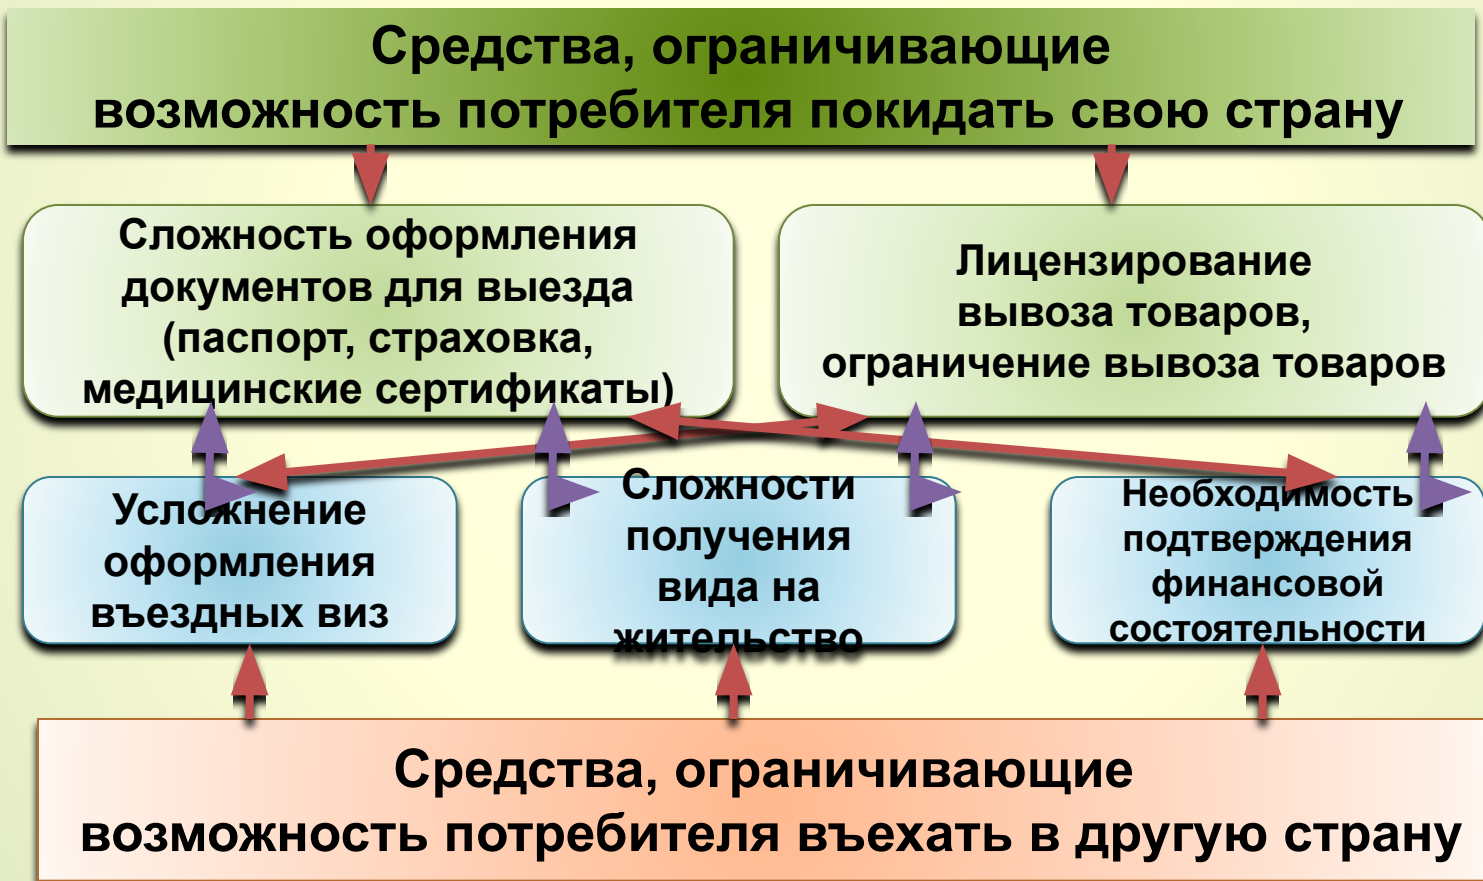 Средства, ограничивающие
возможность потребителя покидать свою страну
Сложность оформления
документов для выезда
(паспорт, страховка,
медицинские сертификаты)
Лицензирование
вывоза товаров,
ограничение вывоза товаров
Усложнение
оформления
въездных виз
Сложности
получения
вида на
жительство
Необходимость
подтверждения
финансовой
состоятельности
Средства, ограничивающие
возможность потребителя въехать в другую страну